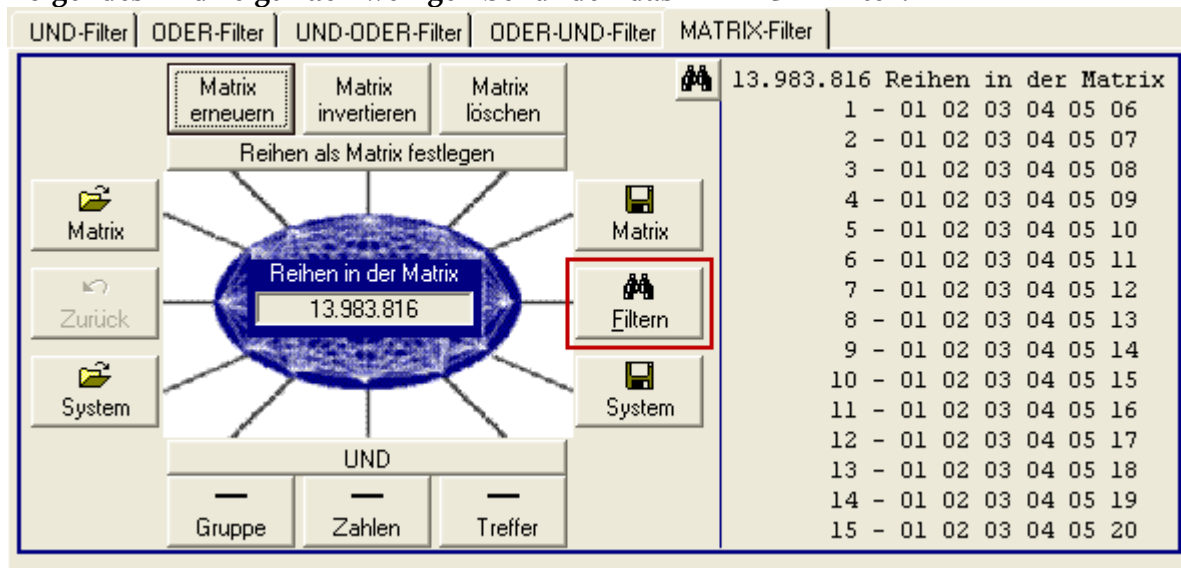 UND-Filter ODER-Filter UND-ODER-Filter ODER-UND-Filter MATRIX-Filter
Matrix erneuern
Matrix invertieren
Matrix löschen
Reihen als Matrix festlegen
Matrix
Zurück
System
Reihen in der Matrix
13.983.816
Matrix
Filtern
System
UND
Gruppe
Zahlen
Treffer
13.983.816 Reihen in der Matrix
1 - 01 02 03 04 05 06
2 - 01 02 03 04 05 07
3 - 01 02 03 04 05 08
4 - 01 02 03 04 05 09
5 - 01 02 03 04 05 10
6 - 01 02 03 04 05 11
7 - 01 02 03 04 05 12
8 - 01 02 03 04 05 13
9 - 01 02 03 04 05 14
10 - 01 02 03 04 05 15
11 - 01 02 03 04 05 16
12 - 01 02 03 04 05 17
13 - 01 02 03 04 05 18
14 - 01 02 03 04 05 19
15 - 01 02 03 04 05 20